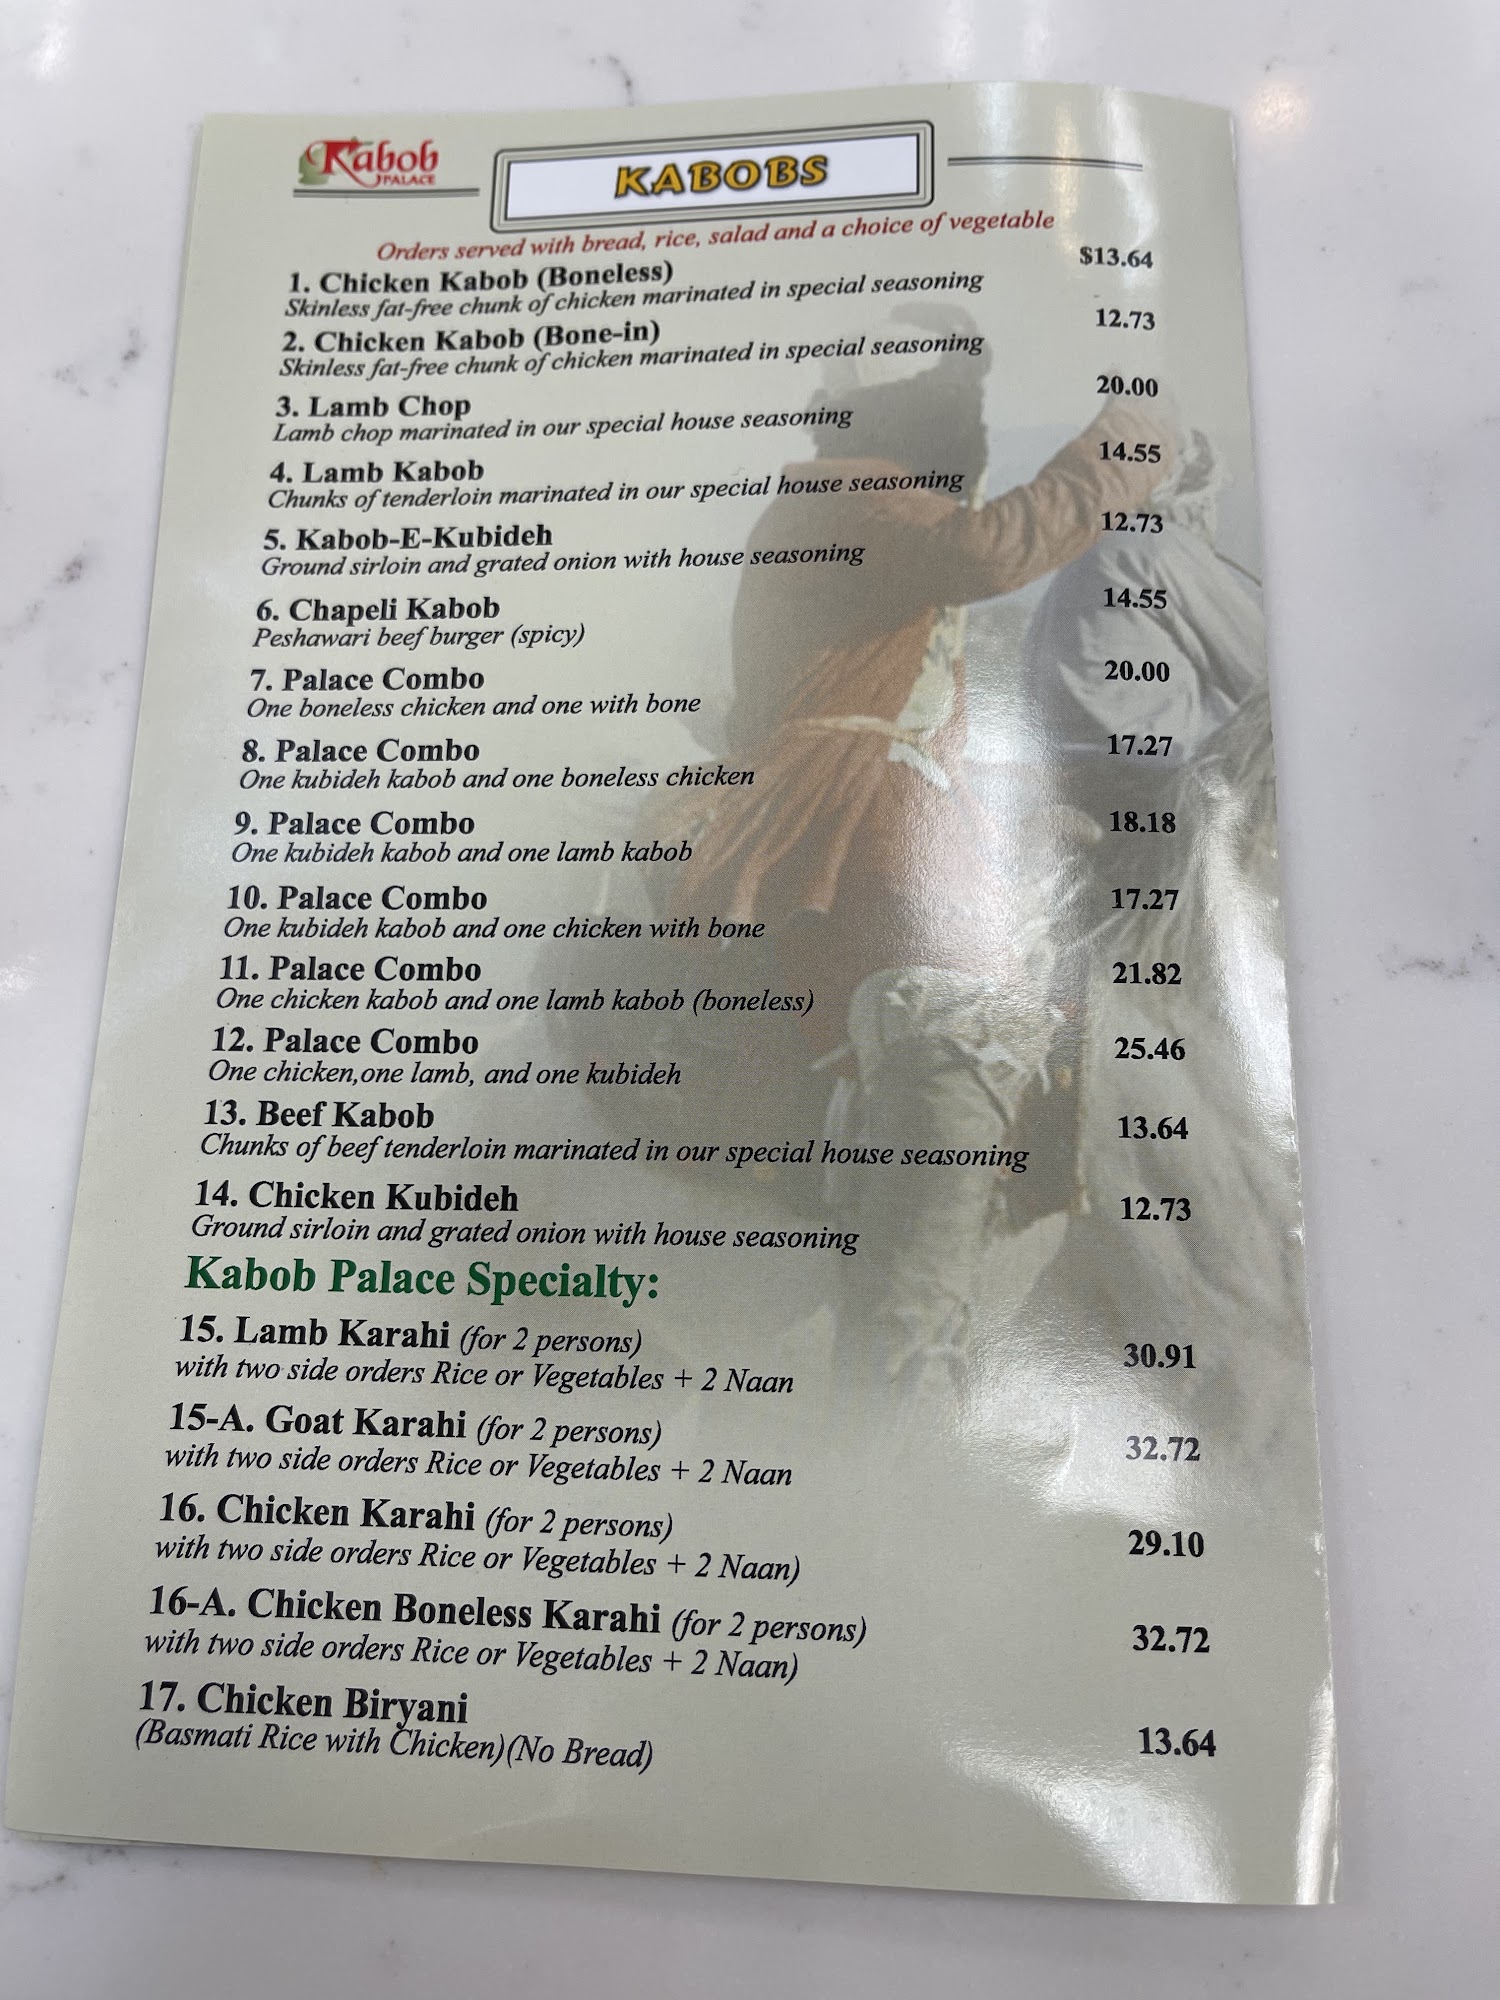 Kabob
PALACE
KABOBS
Orders served with bread, rice, salad and a choice of vegetable
1. Chicken Kabob (Boneless) $13.64
Skinless fat-free chunk of chicken marinated in special seasoning
2. Chicken Kabob (Bone-in) 12.73
Skinless fat-free chunk of chicken marinated in special seasoning
3. Lamb Chop 20.00
Lamb chop marinated in our special house seasoning
4. Lamb Kabob 14.55
Chunks of tenderloin marinated in our special house seasoning
5. Kabob-E-Kubideh 12.73
Ground sirloin and grated onion with house seasoning
6. Chapeli Kabob 14.55
Peshawari beef burger (spicy)
7. Palace Combo 20.00
One boneless chicken and one with bone
8. Palace Combo 17.27
One kubideh kabob and one boneless chicken
9. Palace Combo 18.18
One kubideh kabob and one lamb kabob
10. Palace Combo 17.27
One kubideh kabob and one chicken with bone
11. Palace Combo 21.82
One chicken kabob and one lamb kabob (boneless)
12. Palace Combo 25.46
One chicken,one lamb, and one kubideh
13. Beef Kabob 13.64
Chunks of beef tenderloin marinated in our special house seasoning
14. Chicken Kubideh 12.73
Ground sirloin and grated onion with house seasoning
Kabob Palace Specialty:
15. Lamb Karahi (for 2 persons) 30.91
with two side orders Rice or Vegetables + 2 Naan
15-A. Goat Karahi (for 2 persons) 32.72
with two side orders Rice or Vegetables + 2 Naan
16. Chicken Karahi (for 2 persons) 29.10
with two side orders Rice or Vegetables + 2 Naan)
16-A. Chicken Boneless Karahi (for 2 persons) 32.72
with two side orders Rice or Vegetables + 2 Naan)
17. Chicken Biryani 13.64
(Basmati Rice with Chicken)(No Bread)